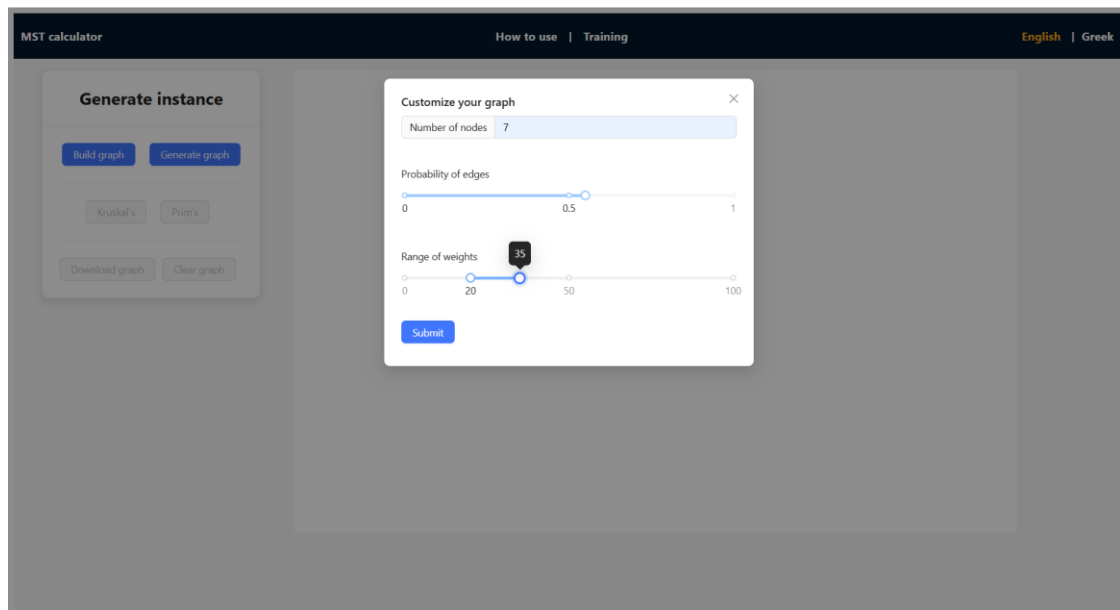 MST calculator How to use | Training English | Greek
Generate instance
Build graph Generate graph
Kruskal's Prim's
Download graph Clear graph
Customize your graph
Number of nodes 7
Probability of edges
0 0.5 1
Range of weights
35
0 20 50 100
Submit